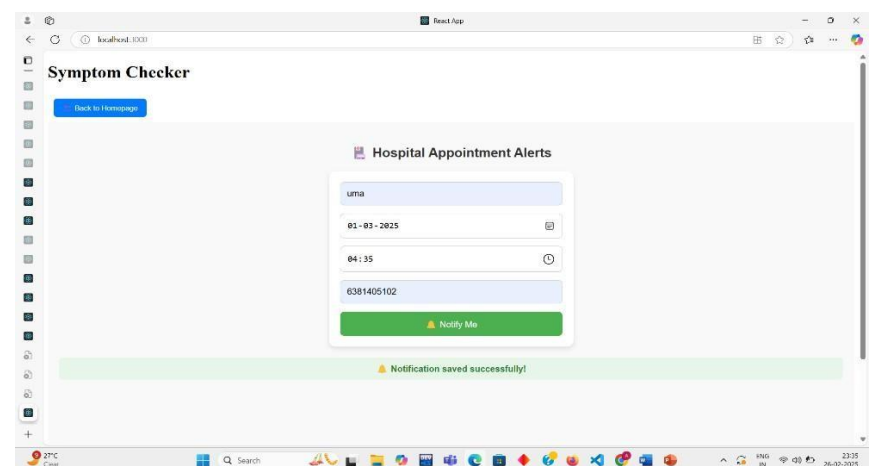 React App
localhost:3000
Symptom Checker
Back to Homepage
Hospital Appointment Alerts
uma
01-03-2025
04:35
6381405102
Notify Me
Notification saved successfully!
27°C
Clear
Search
ENG
IN
23:35
26-02-2025